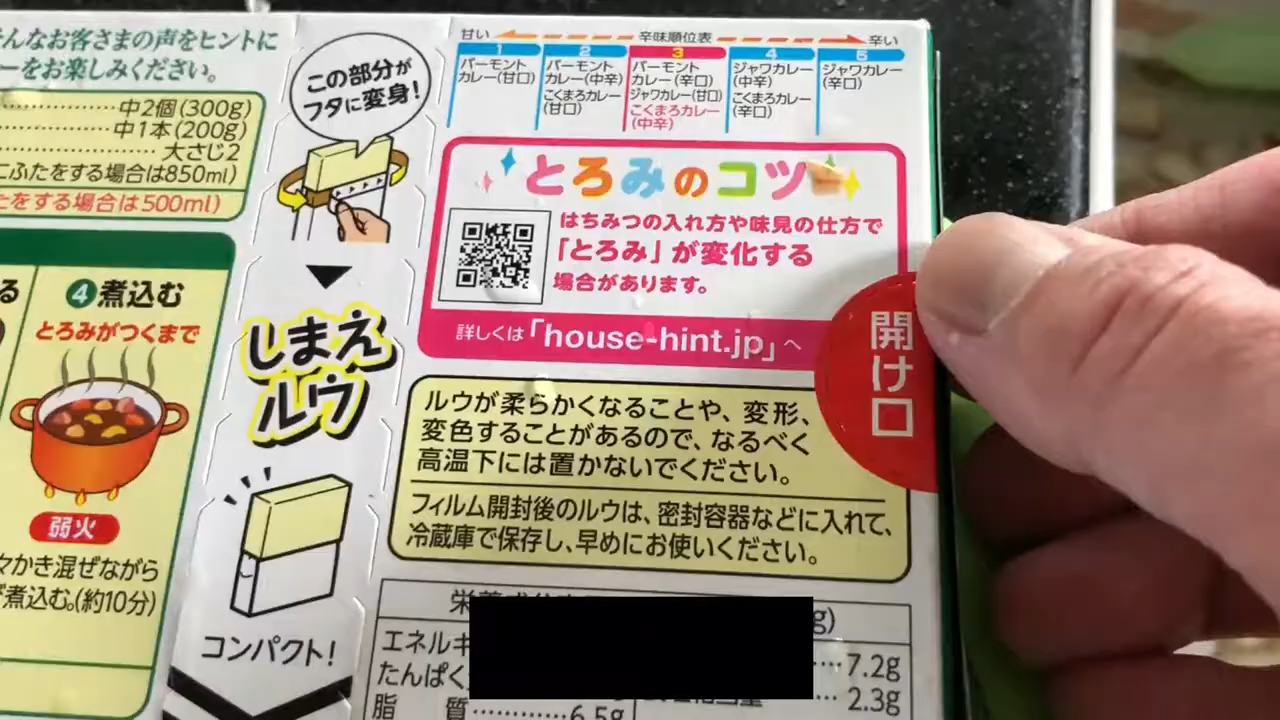 んなお客さまの声をヒントに
ーをお楽しみください。
中2個(300g)
中1本(200g)
大さじ2
ふたをする場合は850ml)
をする場合は500ml)
る
4 煮込む
とろみがつくまで
弱火
かき混ぜながら
煮込む。(約10分)
この部分が
フタに変身!
しまえ
ルウ
コンパクト!
甘い 辛味順位表 辛い
1 2 3 4 5
バーモント
カレー(甘口)
バーモント
カレー(中辛)
こくまろカレー
(甘口)
バーモント
カレー(辛口)
ジャワカレー(甘口)
こくまろカレー
(中辛)
ジャワカレー
(中辛)
こくまろカレー
(辛口)
ジャワカレー
(辛口)
とろみのコツ
はちみつの入れ方や味見の仕方で
「とろみ」が変化する
場合があります。
詳しくは「house-hint.jp」へ
開け口
ルウが柔らかくなることや、変形、
変色することがあるので、なるべく
高温下には置かないでください。
フィルム開封後のルウは、密封容器などに入れて、
冷蔵庫で保存し、早めにお使いください。
栄養成分
g)
エネルギ
たんぱく
7.2g
脂 質 6.5g
2.3g